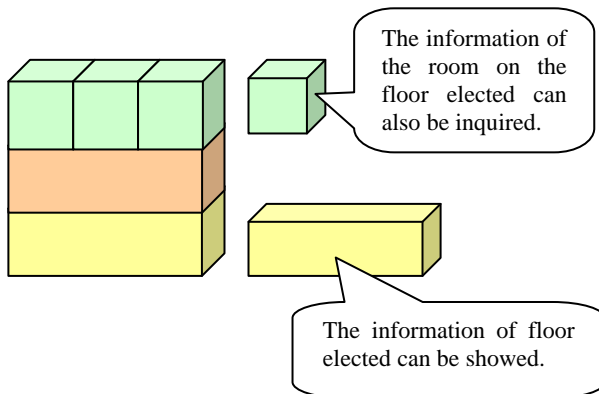 The information of
the room on the
floor elected can
also be inquired.
The information of floor
elected can be showed.